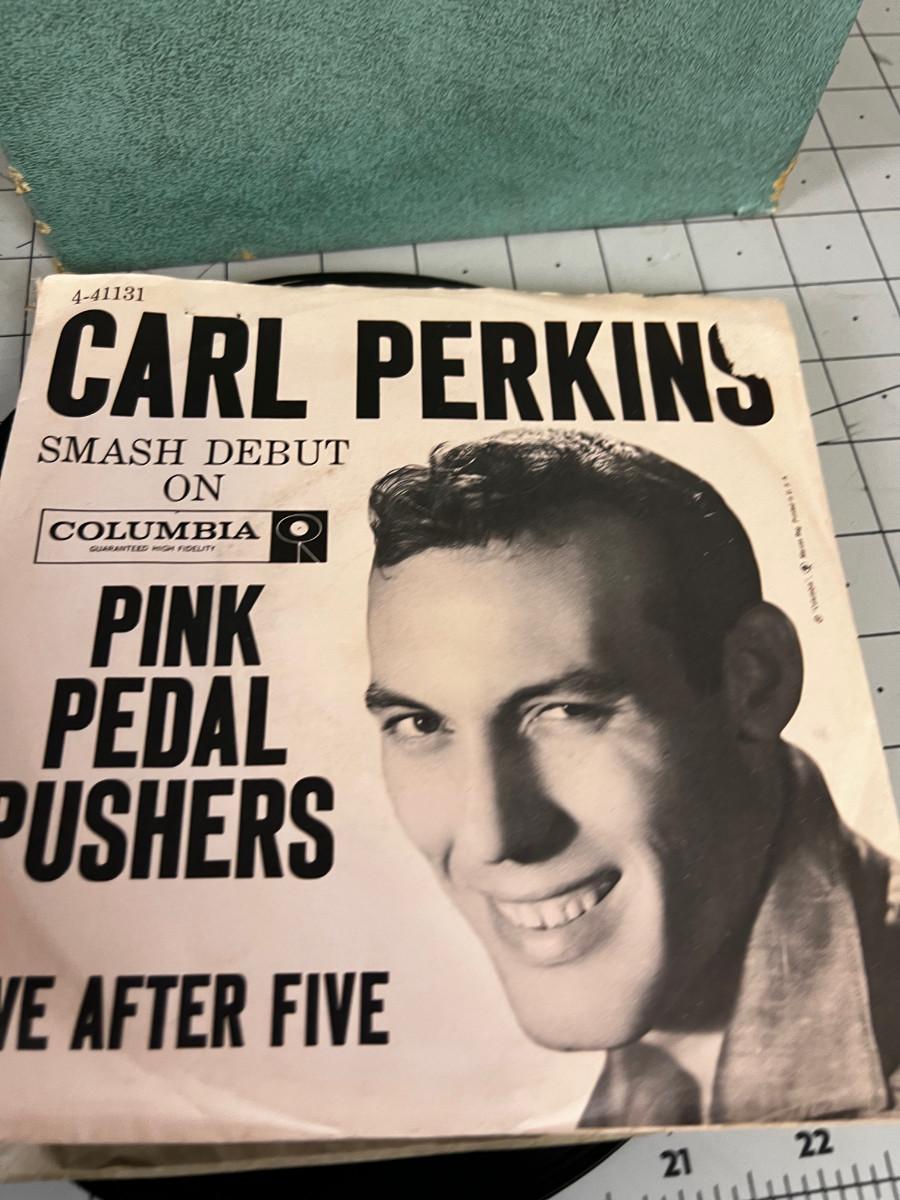 4-41131
CARL PERKINS
SMASH DEBUT
ON
COLUMBIA
GUARANTEED HIGH FIDELITY
PINK
PEDAL
PUSHERS
VE AFTER FIVE
21 22